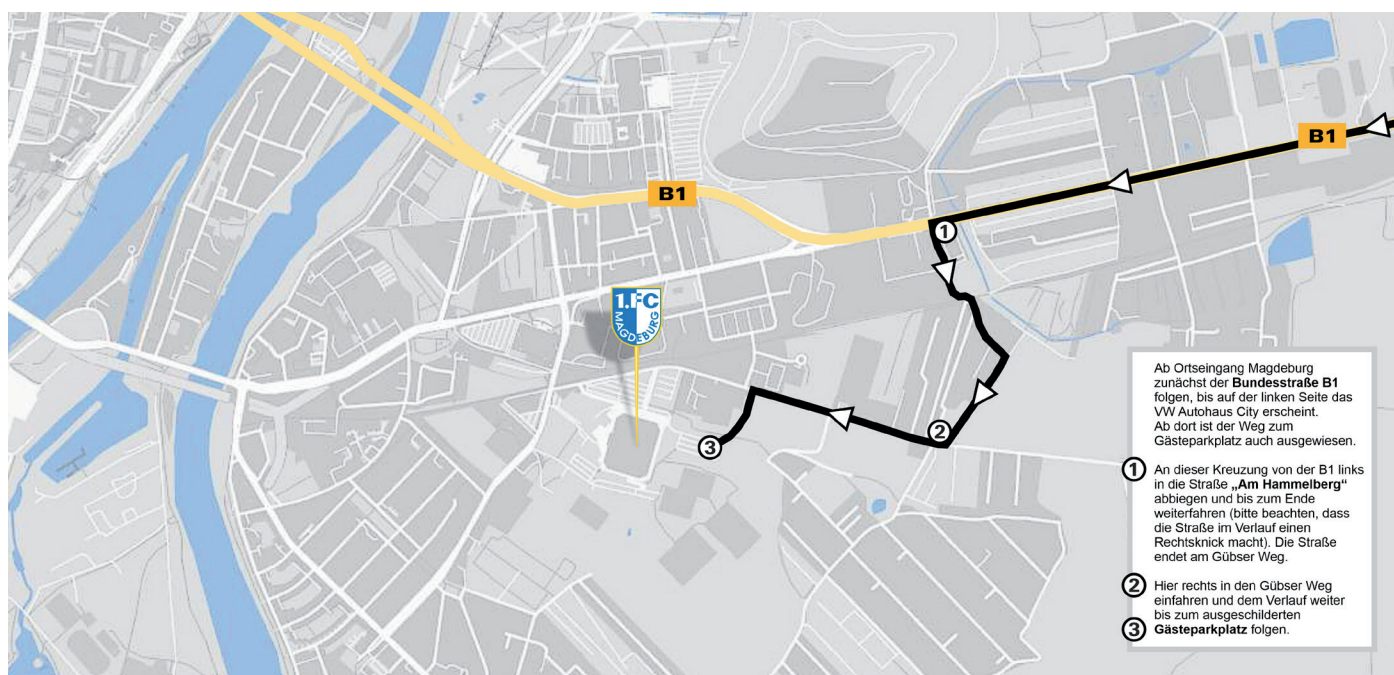 B1
B1
1.FC
MAGDEBURG
1
2
3
Ab Ortseingang Magdeburg
zunächst der Bundesstraße B1
folgen, bis auf der linken Seite das
VW Autohaus City erscheint.
Ab dort ist der Weg zum
Gästeparkplatz auch ausgewiesen.
1 An dieser Kreuzung von der B1 links
in die Straße „Am Hammelberg“
abbiegen und bis zum Ende
weiterfahren (bitte beachten, dass
die Straße im Verlauf einen
Rechtsknick macht). Die Straße
endet am Gübser Weg.
2 Hier rechts in den Gübser Weg
einfahren und dem Verlauf weiter
bis zum ausgeschilderten
3 Gästeparkplatz folgen.